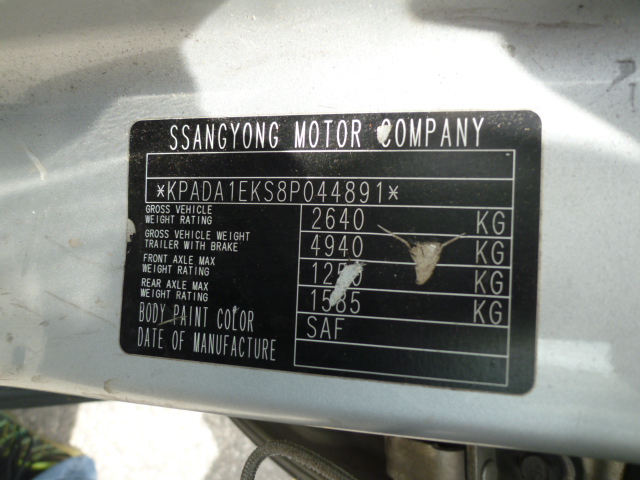 SSANGYONG MOTOR COMPANY
*KPADA1EKS8P044891*
GROSS VEHICLE
WEIGHT RATING 2640 KG
GROSS VEHICLE
TRAILER WITH BRAKE 4940 KG
FRONT AXLE MAX
WEIGHT RATING KG
REAR AXLE MAX
WEIGHT RATING 1585 KG
BODY PAINT COLOR SAF
DATE OF MANUFACTURE